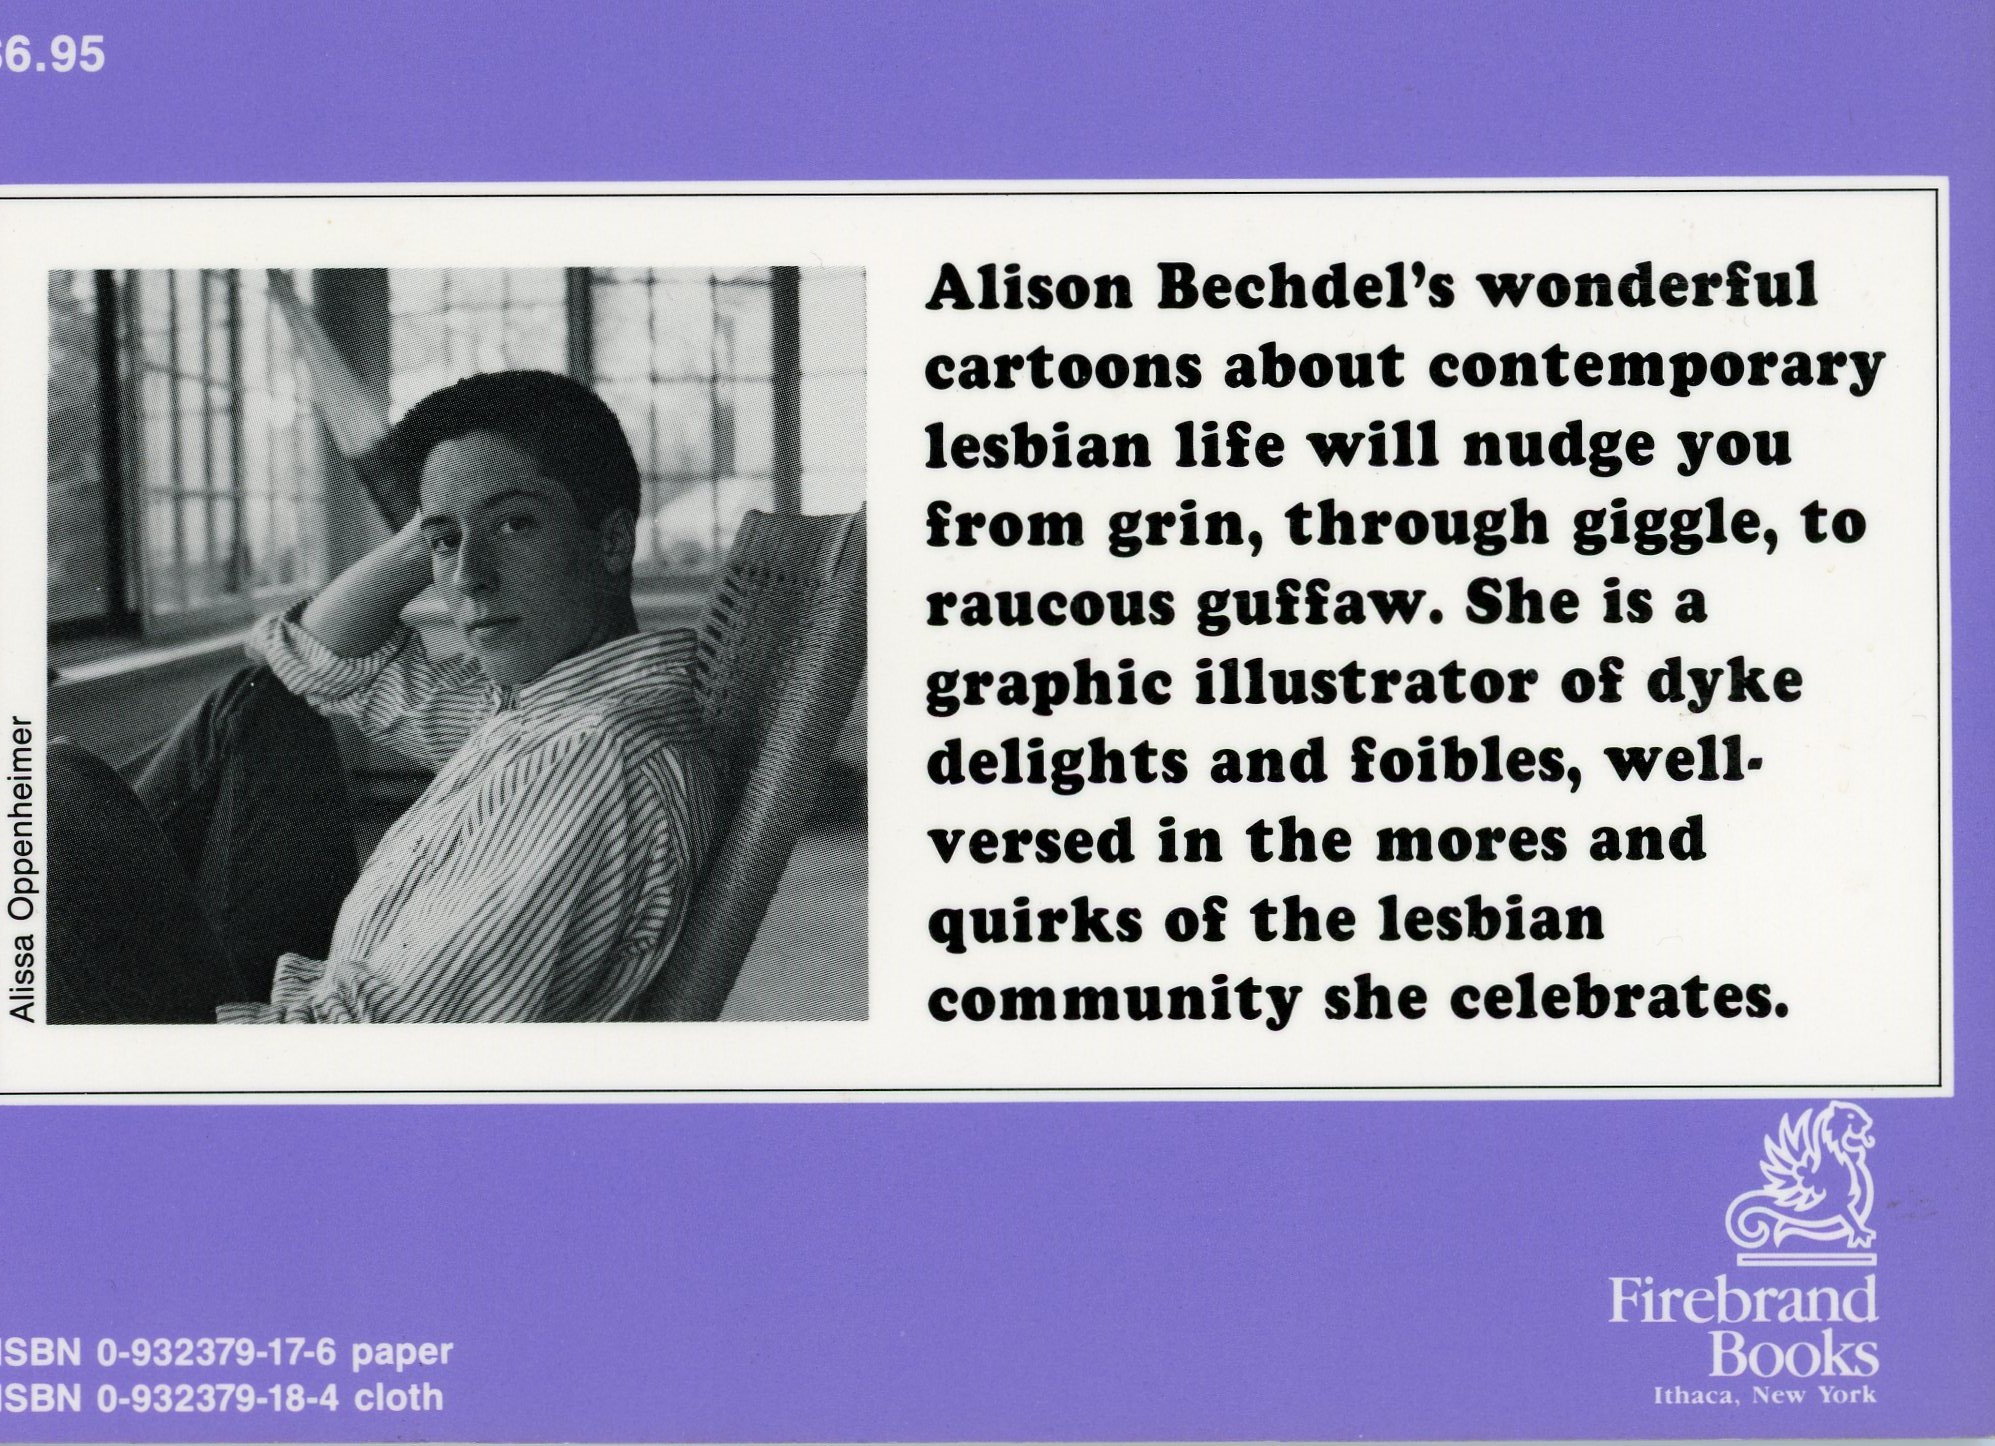 $6.95
Alison Bechdel's wonderful
cartoons about contemporary
lesbian life will nudge you
from grin, through giggle, to
raucous guffaw. She is a
graphic illustrator of dyke
delights and foibles, well-
versed in the mores and
quirks of the lesbian
community she celebrates.
Alissa Oppenheimer
Firebrand
Books
Ithaca, New York
ISBN 0-932379-17-6 paper
ISBN 0-932379-18-4 cloth